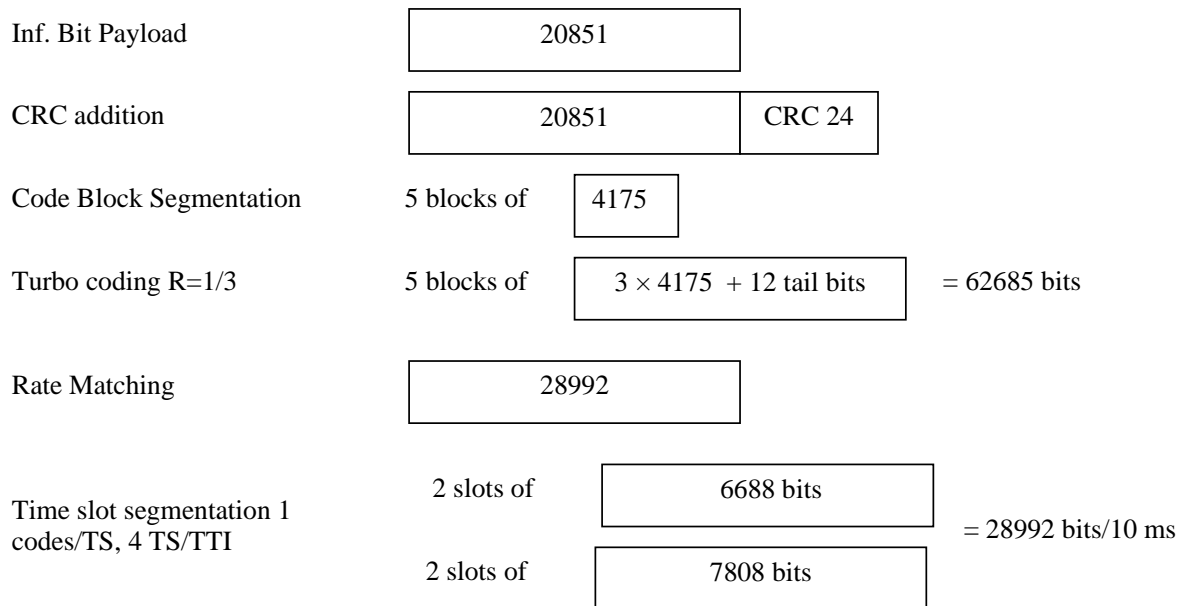 Inf. Bit Payload 20851
CRC addition 20851 CRC 24
Code Block Segmentation 5 blocks of 4175
Turbo coding R=1/3 5 blocks of 3 × 4175 + 12 tail bits = 62685 bits
Rate Matching 28992
2 slots of 6688 bits
Time slot segmentation 1
codes/TS, 4 TS/TTI
= 28992 bits/10 ms
2 slots of 7808 bits